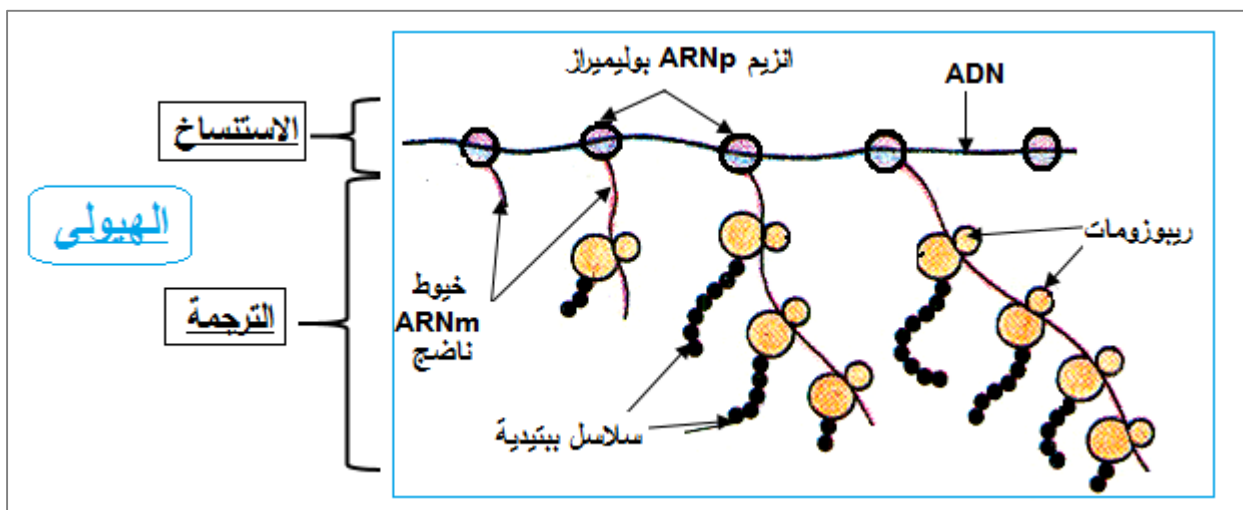 انزيم ARNp بوليميراز
ADN
الاستنساخ
الهيولى
ريبوزومات
خيوط
ARNm
ناضج
الترجمة
سلاسل ببتيدية